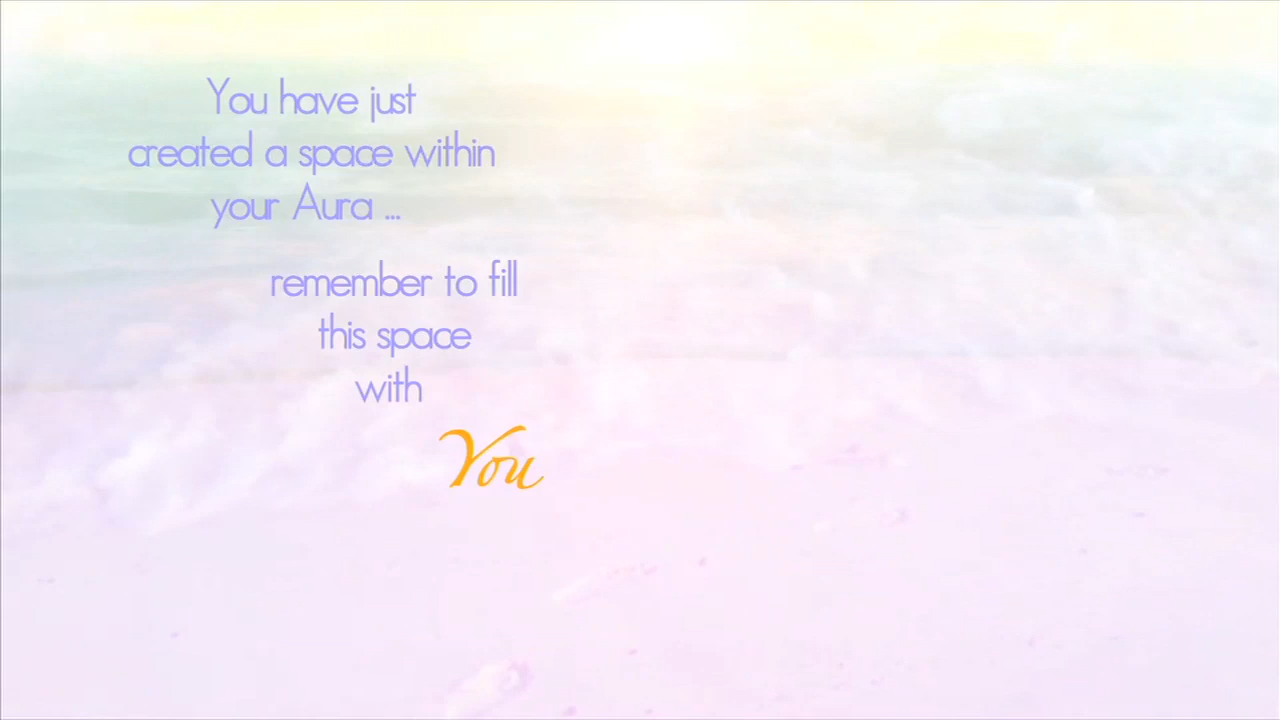 You have just
created a space within
your Aura ...
remember to fill
this space
with
You